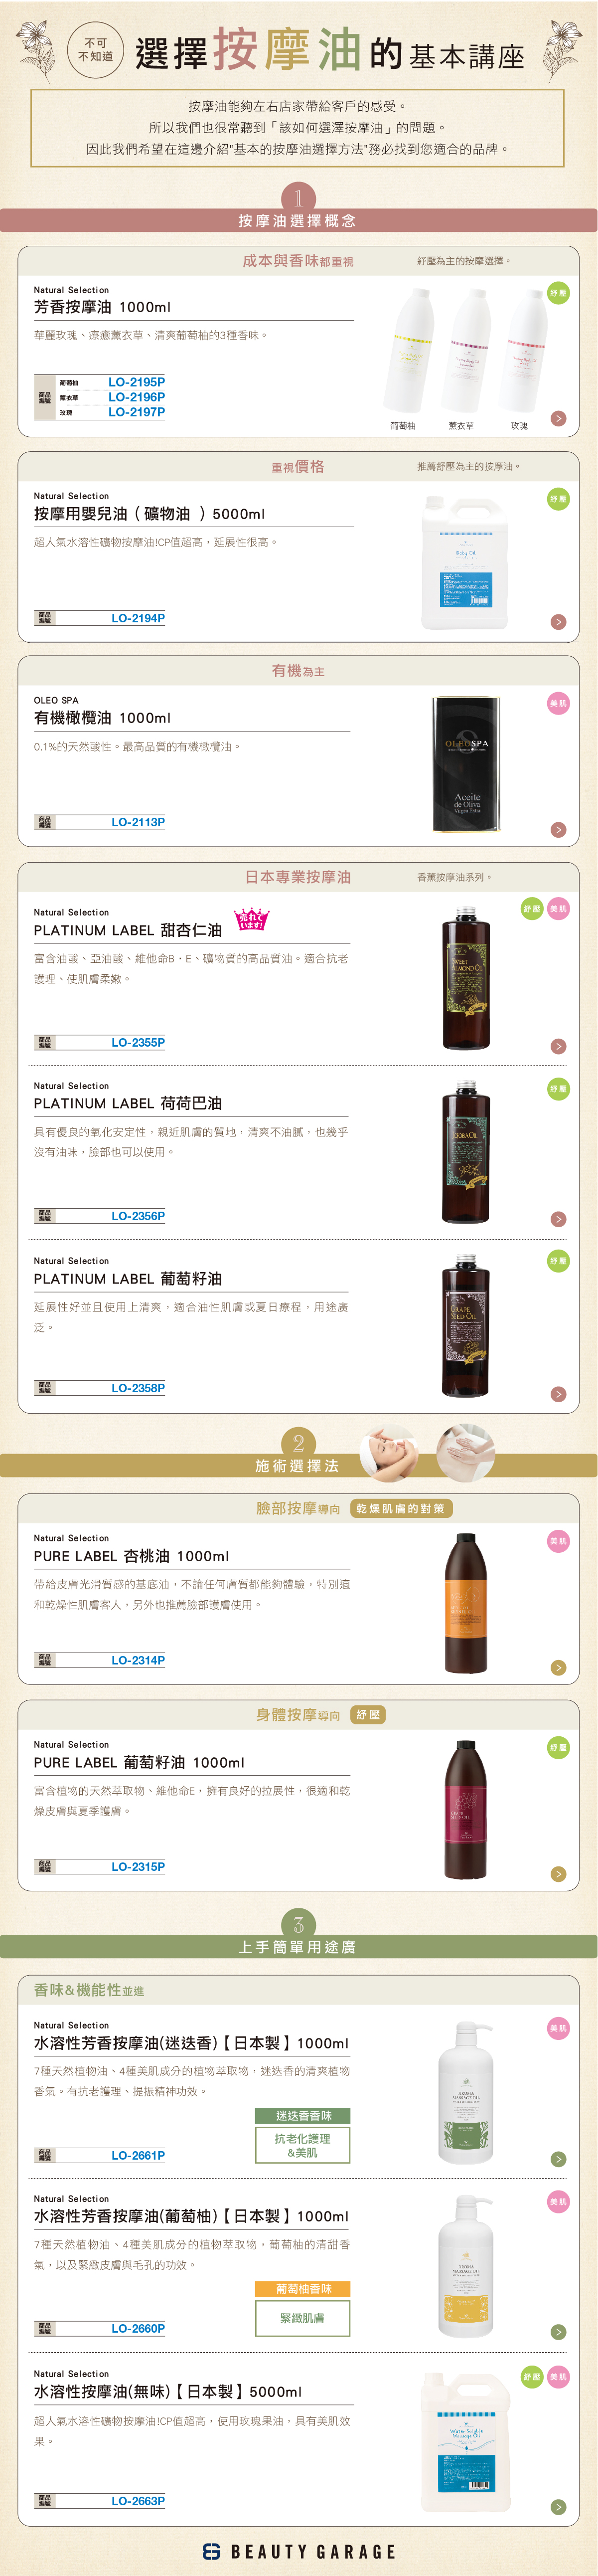 不可
不知道
選擇按摩油的基本講座
按摩油能夠左右店家帶給客戶的感受。
所以我們也很常聽到「該如何選澤按摩油」的問題。
因此我們希望在這邊介紹"基本的按摩油選擇方法"務必找到您適合的品牌。
1
按摩油選擇概念
成本與香味都重視
紓壓為主的按摩選擇。
Natural Selection
芳香按摩油 1000ml
紓壓
華麗玫瑰、療癒薰衣草、清爽葡萄柚的3種香味。
商品編號
葡萄柚 LO-2195P
薰衣草 LO-2196P
玫瑰 LO-2197P
葡萄柚
薰衣草
玫瑰
重視價格
推薦舒壓為主的按摩油。
Natural Selection
按摩用嬰兒油（礦物油 ）5000ml
紓壓
超人氣水溶性礦物按摩油!CP值超高，延展性很高。
Baby Oil
商品編號 LO-2194P
有機為主
OLEO SPA
有機橄欖油 1000ml
美肌
0.1%的天然酸性。最高品質的有機橄欖油。
OLEOSPA
Aceite
de Oliva
Virgen Extra
商品編號 LO-2113P
日本專業按摩油
香薰按摩油系列。
Natural Selection
PLATINUM LABEL 甜杏仁油
売れて
います!
紓壓
美肌
富含油酸、亞油酸、維他命B・E、礦物質的高品質油。適合抗老
護理、使肌膚柔嫩。
SWEET
ALMOND OIL
商品編號 LO-2355P
Natural Selection
PLATINUM LABEL 荷荷巴油
紓壓
具有優良的氧化安定性，親近肌膚的質地，清爽不油膩，也幾乎
沒有油味，臉部也可以使用。
JOJOBA OIL
商品編號 LO-2356P
Natural Selection
PLATINUM LABEL 葡萄籽油
紓壓
延展性好並且使用上清爽，適合油性肌膚或夏日療程，用途廣
泛。
GRAPE
SEED OIL
商品編號 LO-2358P
2
施術選擇法
臉部按摩導向
乾燥肌膚的對策
Natural Selection
PURE LABEL 杏桃油 1000ml
美肌
帶給皮膚光滑質感的基底油，不論任何膚質都能夠體驗，特別適
和乾燥性肌膚客人，另外也推薦臉部護膚使用。
商品編號 LO-2314P
身體按摩導向
紓壓
Natural Selection
PURE LABEL 葡萄籽油 1000ml
紓壓
富含植物的天然萃取物、維他命E，擁有良好的拉展性，很適和乾
燥皮膚與夏季護膚。
商品編號 LO-2315P
3
上手簡單用途廣
香味&機能性並進
Natural Selection
水溶性芳香按摩油(迷迭香)【日本製】1000ml
美肌
7種天然植物油、4種美肌成分的植物萃取物，迷迭香的清爽植物
香氣。有抗老護理、提振精神功效。
迷迭香香味
抗老化護理
&美肌
AROMA
MASSAGE OIL
商品編號 LO-2661P
Natural Selection
水溶性芳香按摩油(葡萄柚)【日本製】1000ml
美肌
7種天然植物油、4種美肌成分的植物萃取物，葡萄柚的清甜香
氣，以及緊緻皮膚與毛孔的功效。
葡萄柚香味
緊緻肌膚
AROMA
MASSAGE OIL
商品編號 LO-2660P
Natural Selection
水溶性按摩油(無味)【日本製】5000ml
紓壓
美肌
超人氣水溶性礦物按摩油!CP值超高，使用玫瑰果油，具有美肌效
果。
Water Soluble
Massage Oil
商品編號 LO-2663P
BEAUTY GARAGE